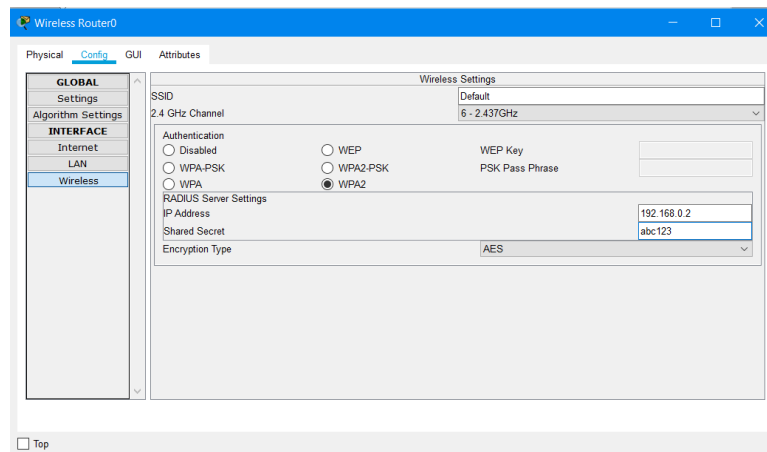 Wireless Router0
Physical Config GUI Attributes
GLOBAL
Settings
Algorithm Settings
INTERFACE
Internet
LAN
Wireless
Wireless Settings
SSID Default
2.4 GHz Channel 6 - 2.437GHz
Authentication
Disabled WEP WEP Key
WPA-PSK WPA2-PSK PSK Pass Phrase
WPA WPA2
RADIUS Server Settings
IP Address 192.168.0.2
Shared Secret abc123
Encryption Type AES
Top